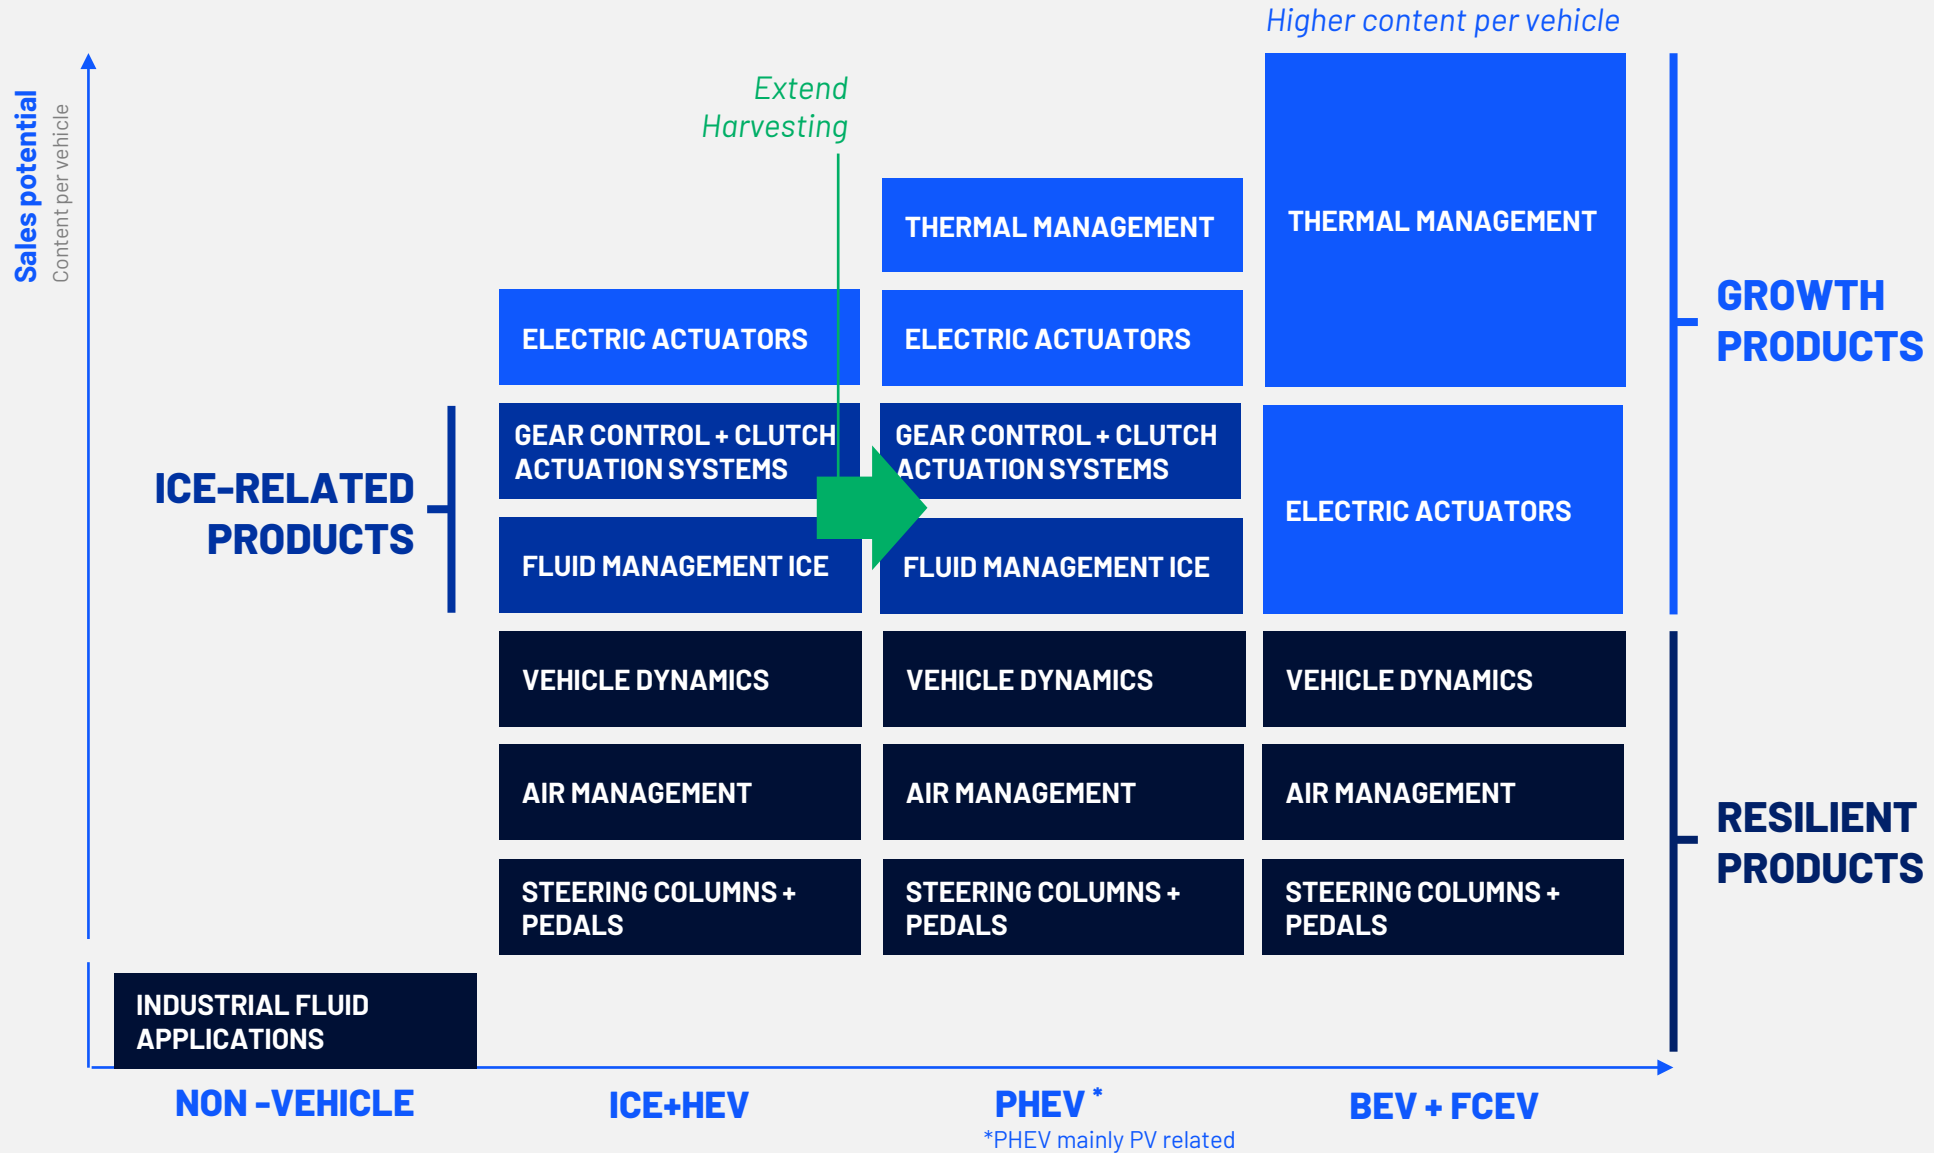 Higher content per vehicle
Sales potential
Content per vehicle
Extend
Harvesting
THERMAL MANAGEMENT
THERMAL MANAGEMENT
ELECTRIC ACTUATORS
ELECTRIC ACTUATORS
GROWTH
PRODUCTS
ICE-RELATED
PRODUCTS
GEAR CONTROL + CLUTCH
ACTUATION SYSTEMS
GEAR CONTROL + CLUTCH
ACTUATION SYSTEMS
ELECTRIC ACTUATORS
FLUID MANAGEMENT ICE
FLUID MANAGEMENT ICE
VEHICLE DYNAMICS
VEHICLE DYNAMICS
VEHICLE DYNAMICS
AIR MANAGEMENT
AIR MANAGEMENT
AIR MANAGEMENT
RESILIENT
PRODUCTS
STEERING COLUMNS +
PEDALS
STEERING COLUMNS +
PEDALS
STEERING COLUMNS +
PEDALS
INDUSTRIAL FLUID
APPLICATIONS
NON -VEHICLE
ICE+HEV
PHEV *
BEV + FCEV
*PHEV mainly PV related